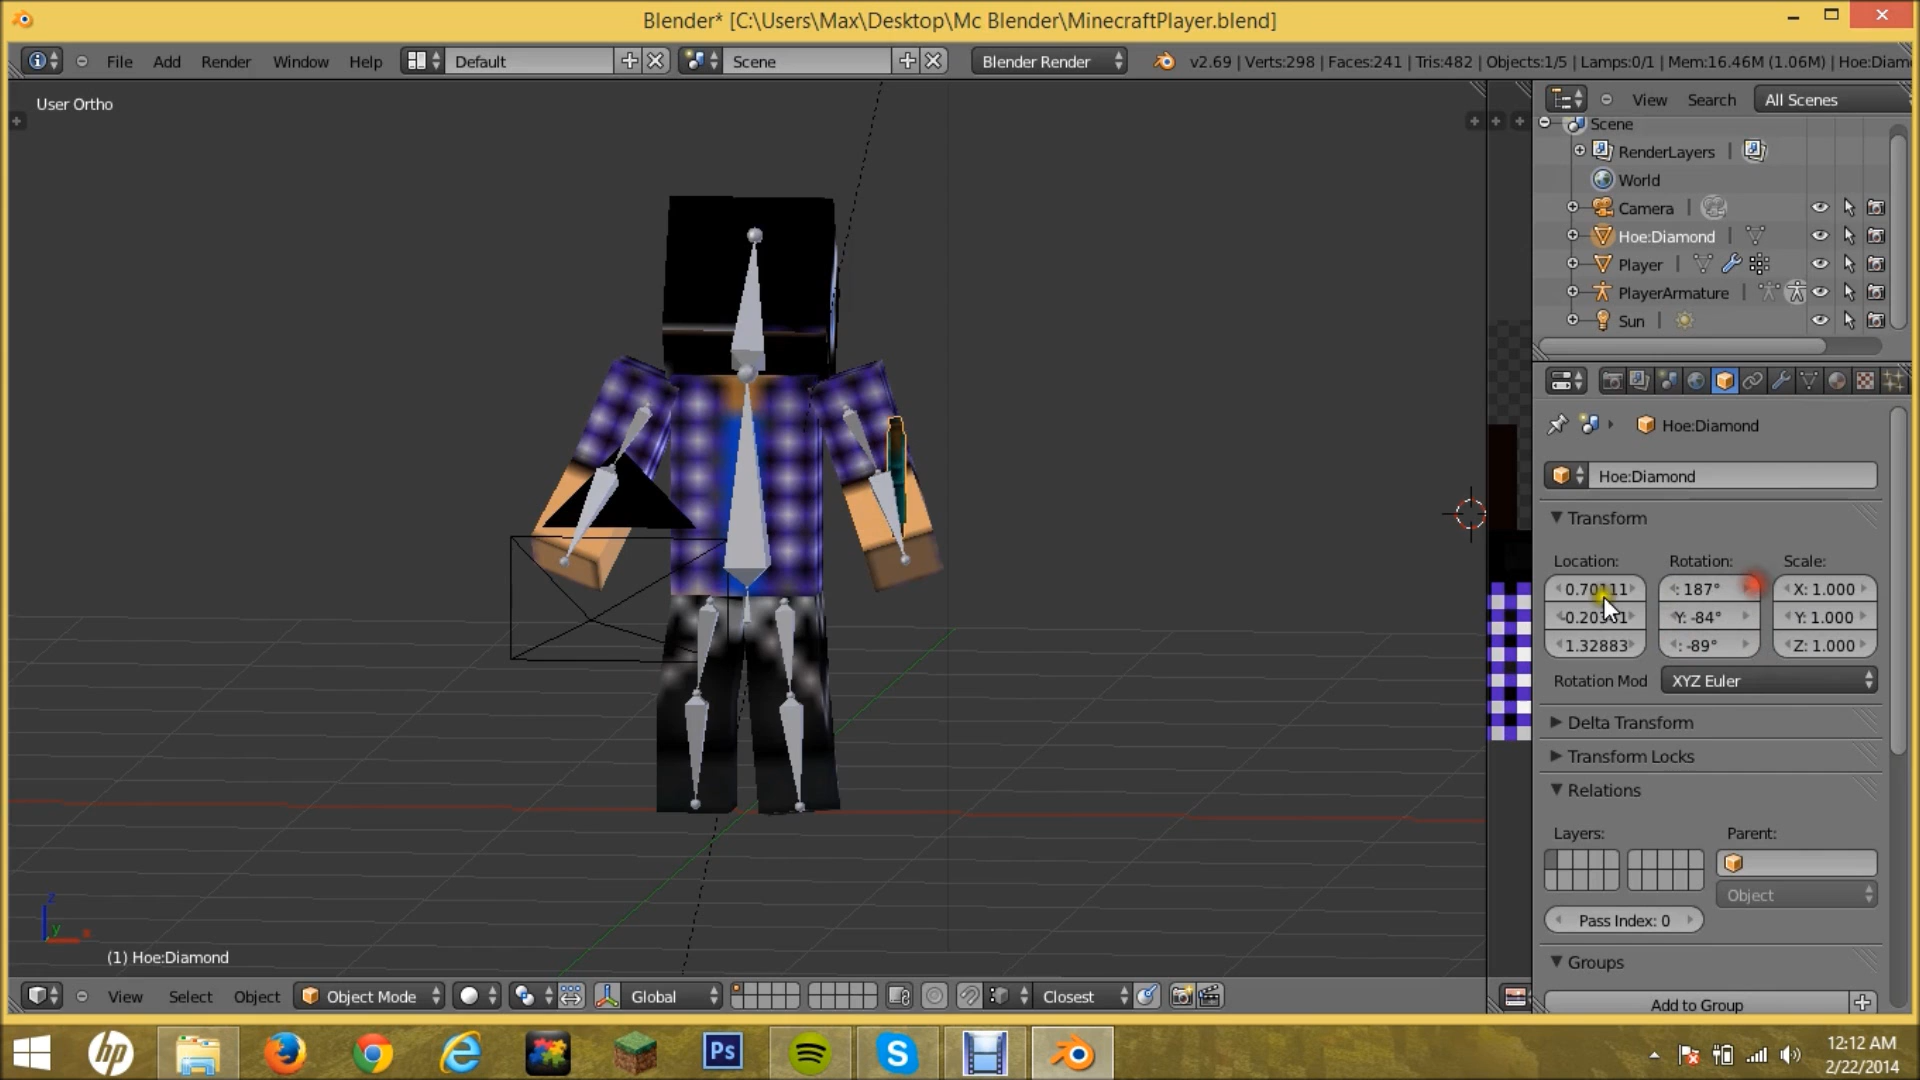 Blender* [C:\Users\Max\Desktop\Mc Blender\MinecraftPlayer.blend]
File Add Render Window Help Default Scene Blender Render v2.69 | Verts:298 | Faces:241 | Tris:482 | Objects:1/5 | Lamps:0/1 | Mem:16.46M (1.06M) | Hoe:Diam
User Ortho
View Search All Scenes
Scene
RenderLayers
World
Camera
Hoe:Diamond
Player
PlayerArmature
Sun
Hoe:Diamond
Hoe:Diamond
Transform
Location: Rotation: Scale:
: 187° X: 1.000
Y: -84° Y: 1.000
1.32883 : -89° Z: 1.000
Rotation Mod XYZ Euler
Delta Transform
Transform Locks
Relations
Layers: Parent:
Object
Pass Index: 0
Groups
Add to Group
z
y
(1) Hoe:Diamond
View Select Object Object Mode Global Closest
hp
Ps
12:12 AM
2/22/2014